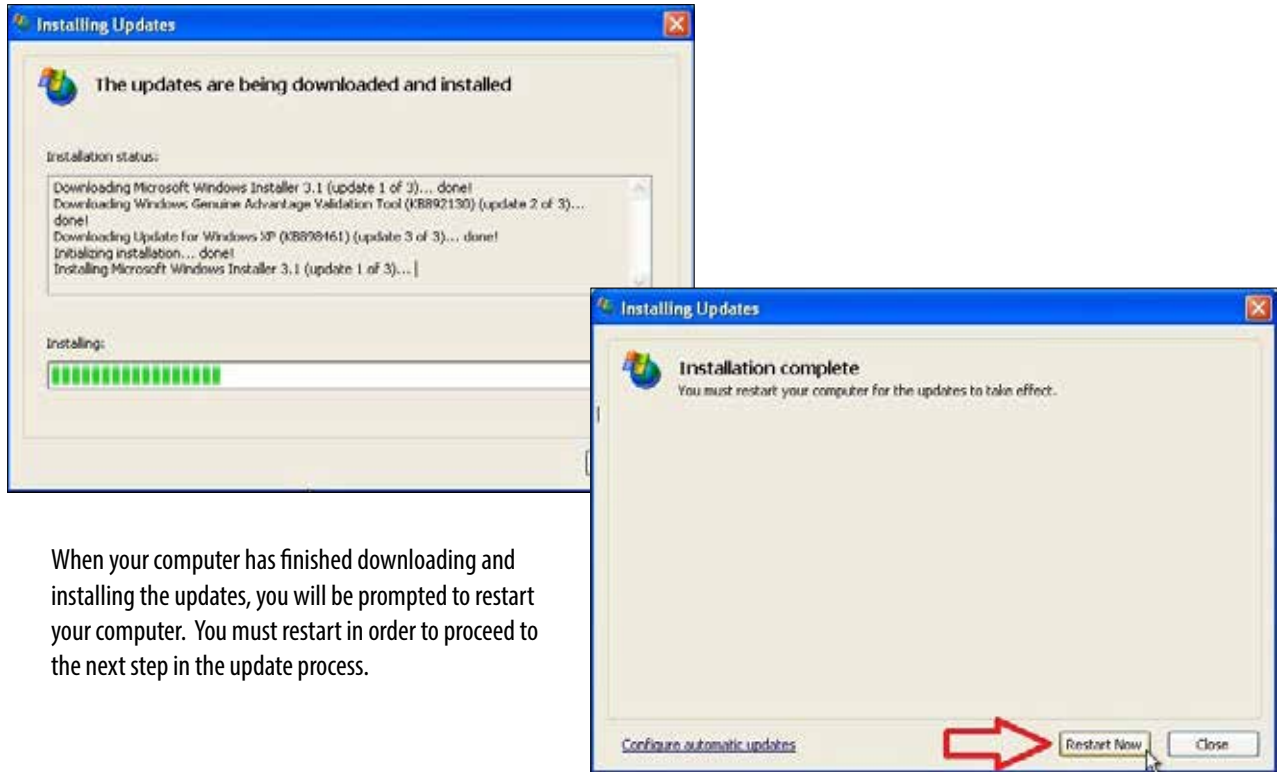 Installing Updates
The updates are being downloaded and installed
Installation status:
Downloading Microsoft Windows Installer 3.1 (update 1 of 3)... done!
Downloading Windows Genuine Advantage Validation Tool (KB892130) (update 2 of 3)...
done!
Downloading Update for Windows XP (KB898461) (update 3 of 3)... done!
Initializing installation... done!
Installing Microsoft Windows Installer 3.1 (update 1 of 3)...
Installing:
Installing Updates
Installation complete
You must restart your computer for the updates to take effect.
Configure automatic updates
Restart Now
Close
When your computer has finished downloading and
installing the updates, you will be prompted to restart
your computer. You must restart in order to proceed to
the next step in the update process.